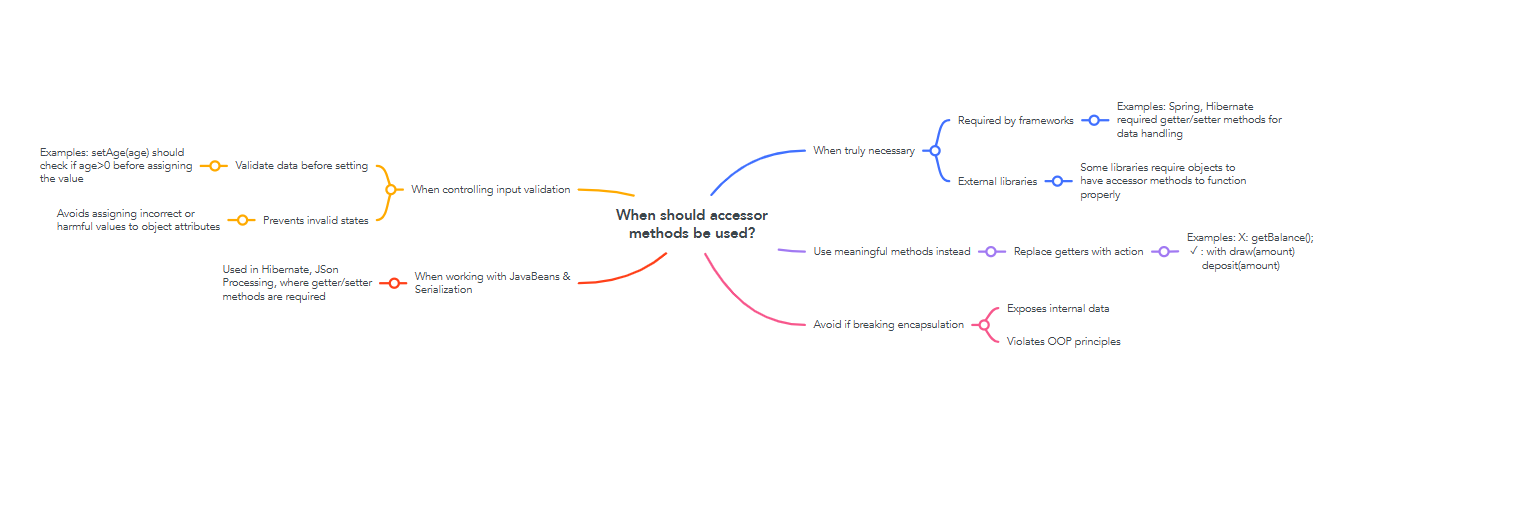 When should accessor
methods be used?
When truly necessary
Required by frameworks
Examples: Spring, Hibernate
required getter/setter methods for
data handling
External libraries
Some libraries require objects to
have accessor methods to function
properly
Use meaningful methods instead
Replace getters with action
Examples: X: getBalance();
✓ : with draw(amount)
deposit(amount)
Avoid if breaking encapsulation
Exposes internal data
Violates OOP principles
When controlling input validation
Validate data before setting
Examples: setAge(age) should
check if age>0 before assigning
the value
Prevents invalid states
Avoids assigning incorrect or
harmful values to object attributes
When working with JavaBeans &
Serialization
Used in Hibernate, JSon
Processing, where getter/setter
methods are required